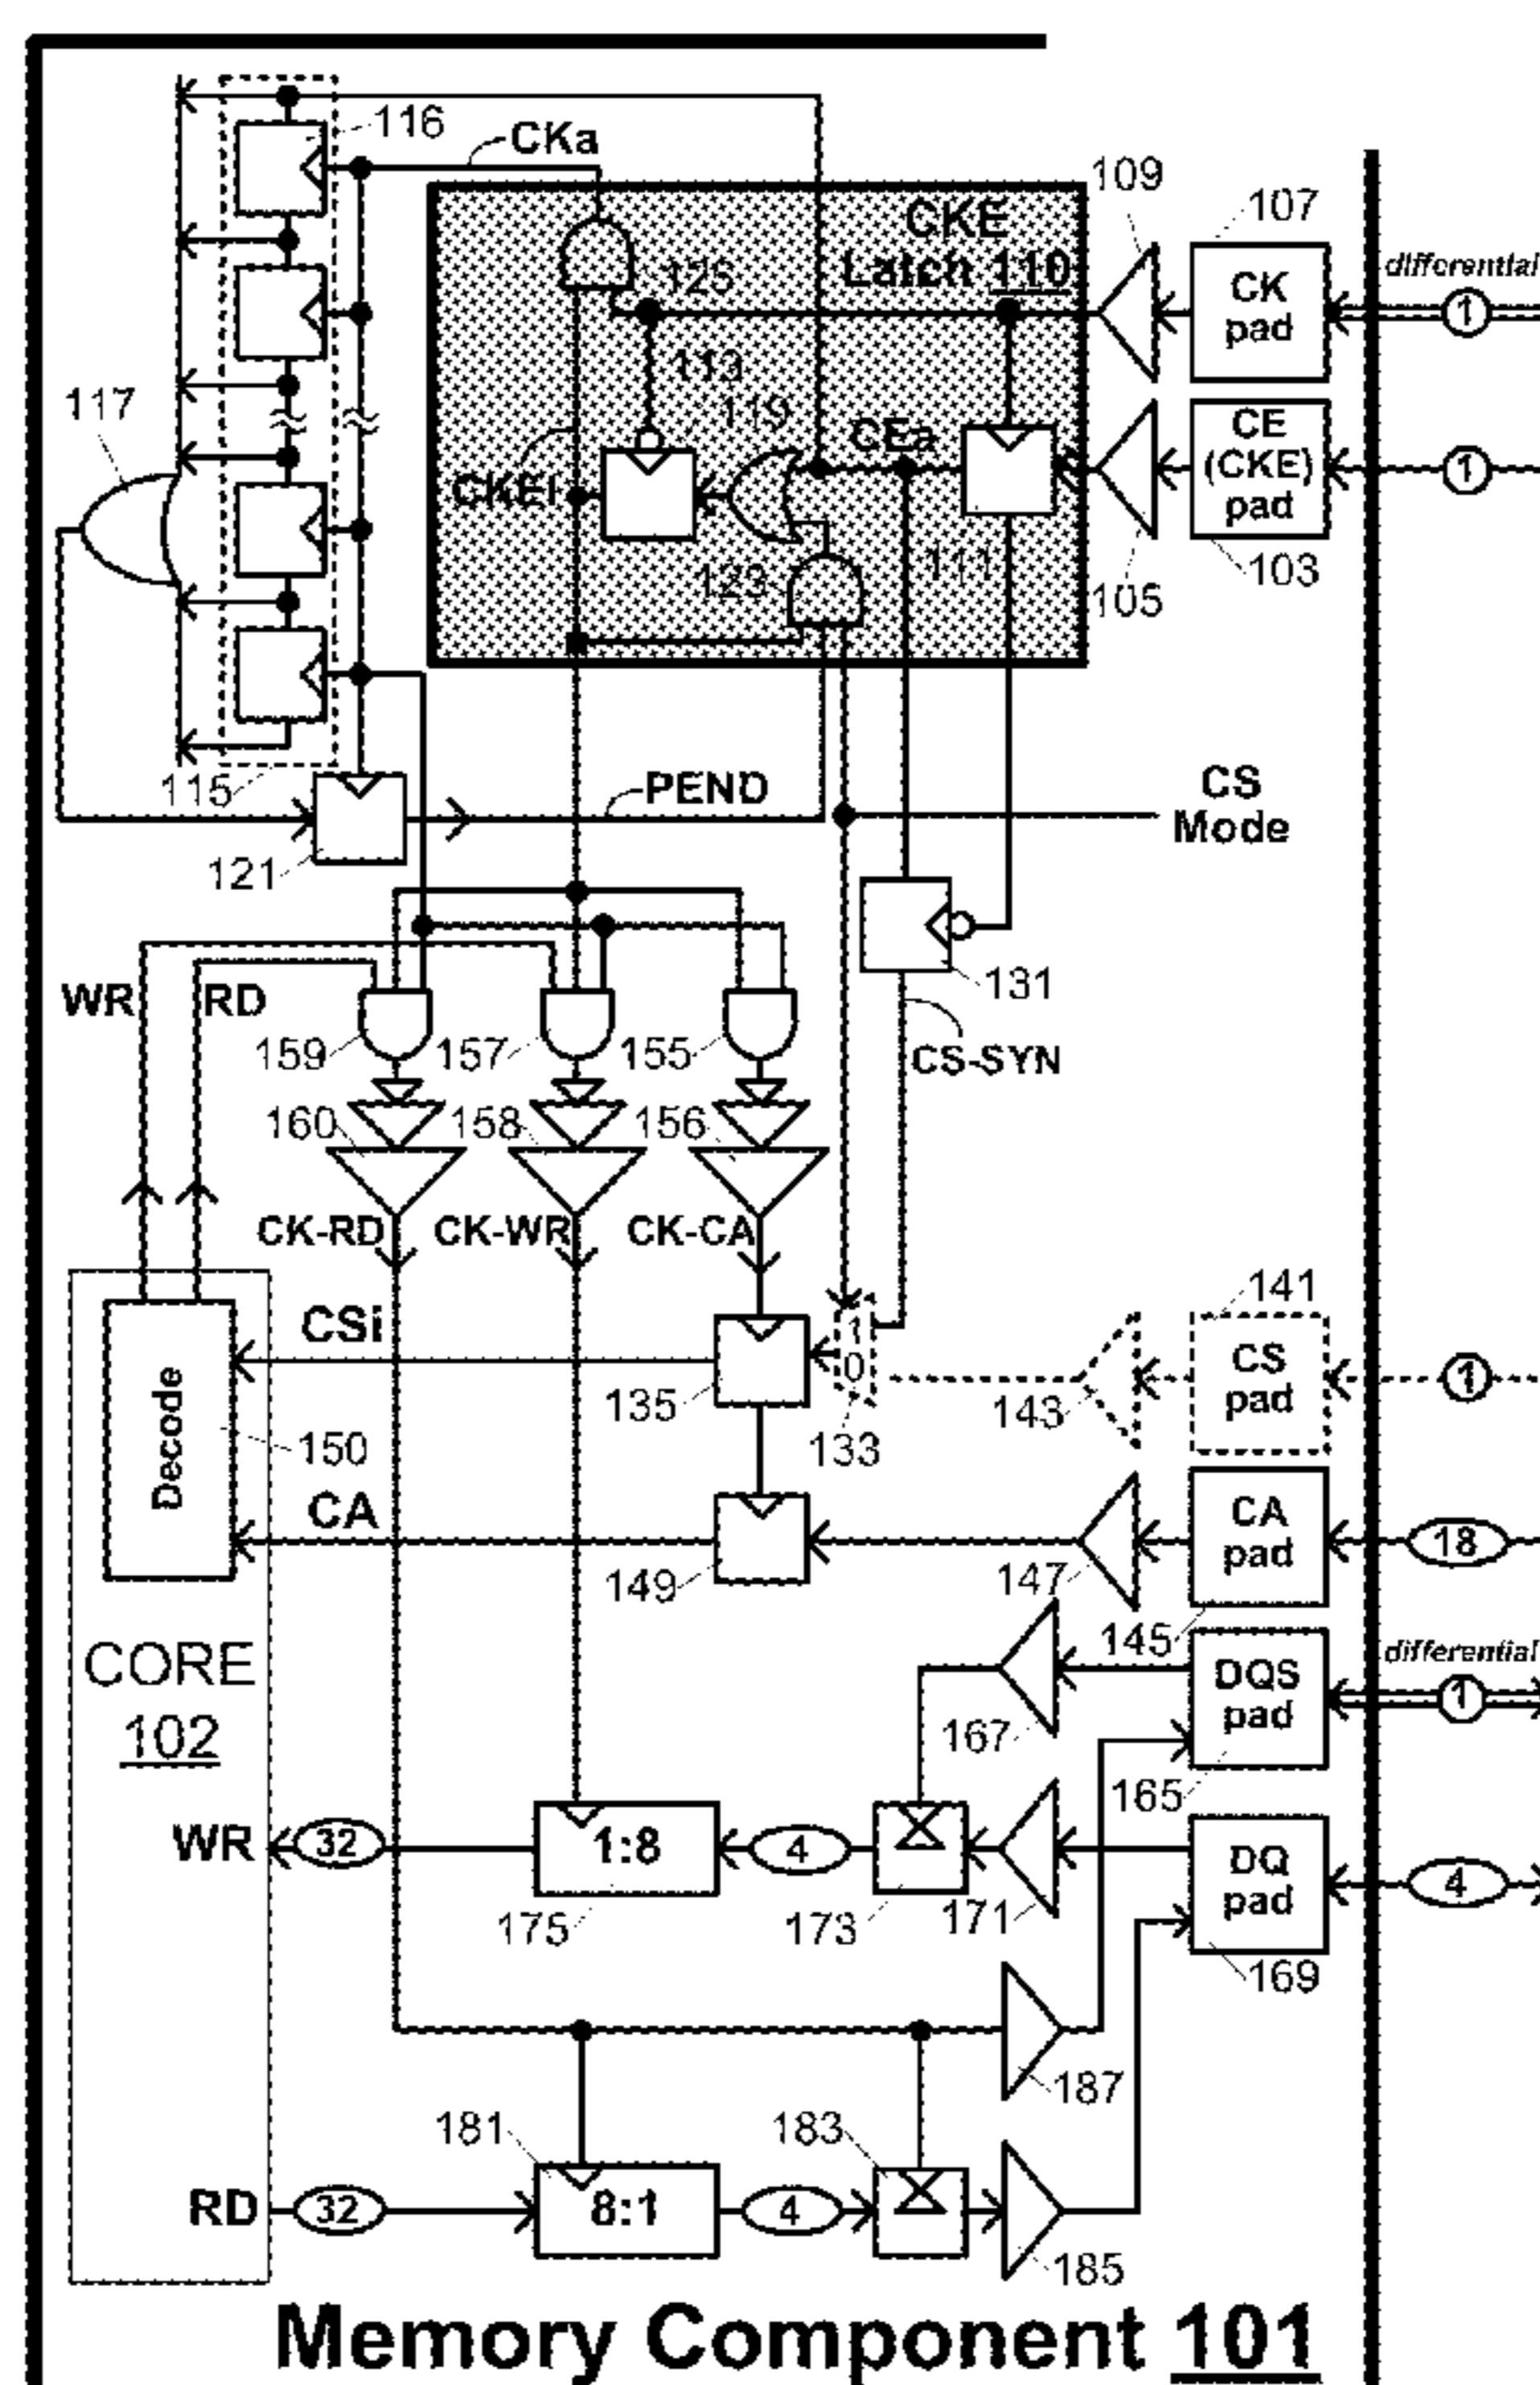 116
CKa
109
107
CKE
Latch 110
125
CK
pad
differential
1
113
117
119
CEa
CE
(CKE)
pad
1
CKEI
123
111
105
103
115
PEND
CS
Mode
121
131
WR
RD
159
157
155
CS-SYN
160
158
156
CK-RD
CK-WR
CK-CA
141
CSi
1
0
CS
pad
1
135
143
133
Decode
150
CA
CA
pad
18
149
147
145
CORE
102
differential
DQS
pad
1
167
165
WR
32
1:8
4
DQ
pad
4
175
173
171
169
187
181
183
RD
32
8:1
4
185
Memory Component 101